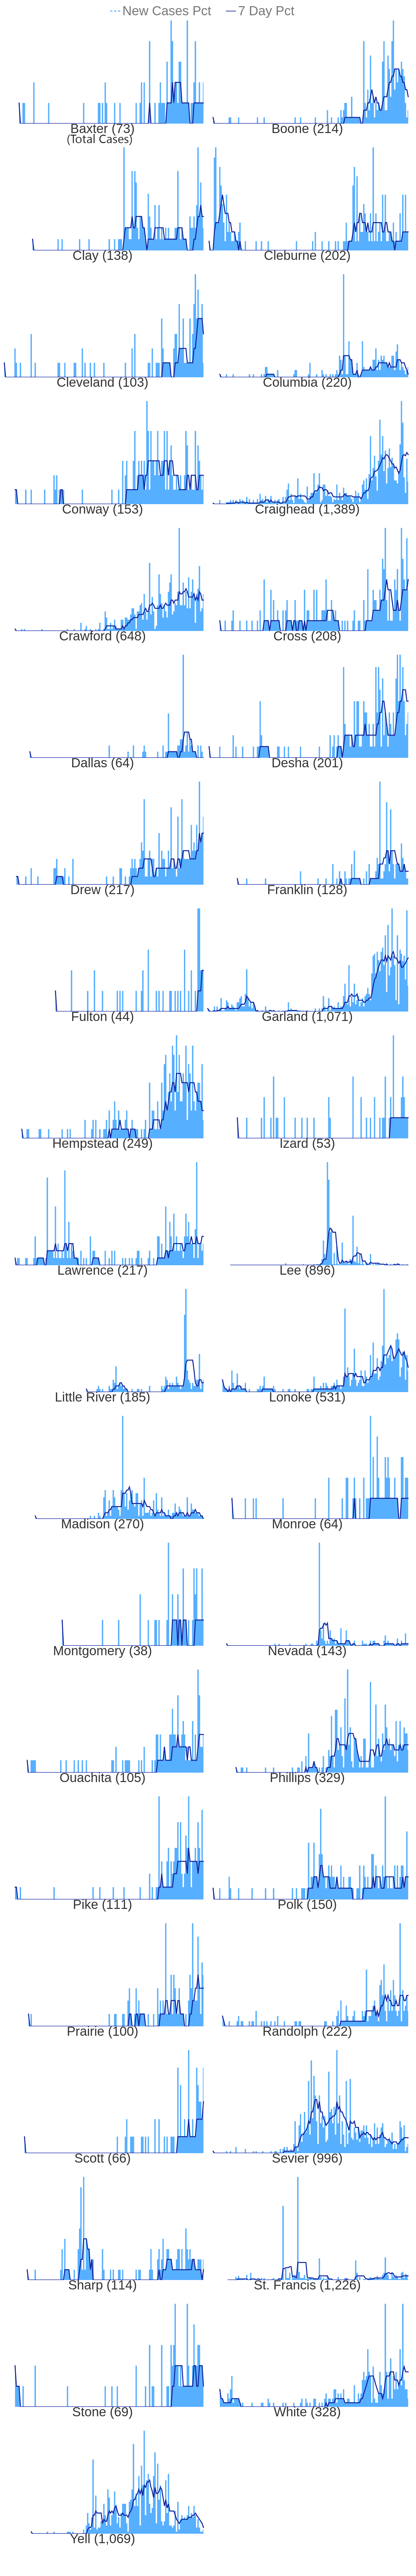 New Cases Pct 7 Day Pct
Baxter (73) Boone (214)
(Total Cases)
Clay (138) Cleburne (202)
Cleveland (103) Columbia (220)
Conway (153) Craighead (1,389)
Crawford (648) Cross (208)
Dallas (64) Desha (201)
Drew (217) Franklin (128)
Fulton (44) Garland (1,071)
Hempstead (249) Izard (53)
Lawrence (217) Lee (896)
Little River (185) Lonoke (531)
Madison (270) Monroe (64)
Montgomery (38) Nevada (143)
Ouachita (105) Phillips (329)
Pike (111) Polk (150)
Prairie (100) Randolph (222)
Scott (66) Sevier (996)
Sharp (114) St. Francis (1,226)
Stone (69) White (328)
Yell (1,069)